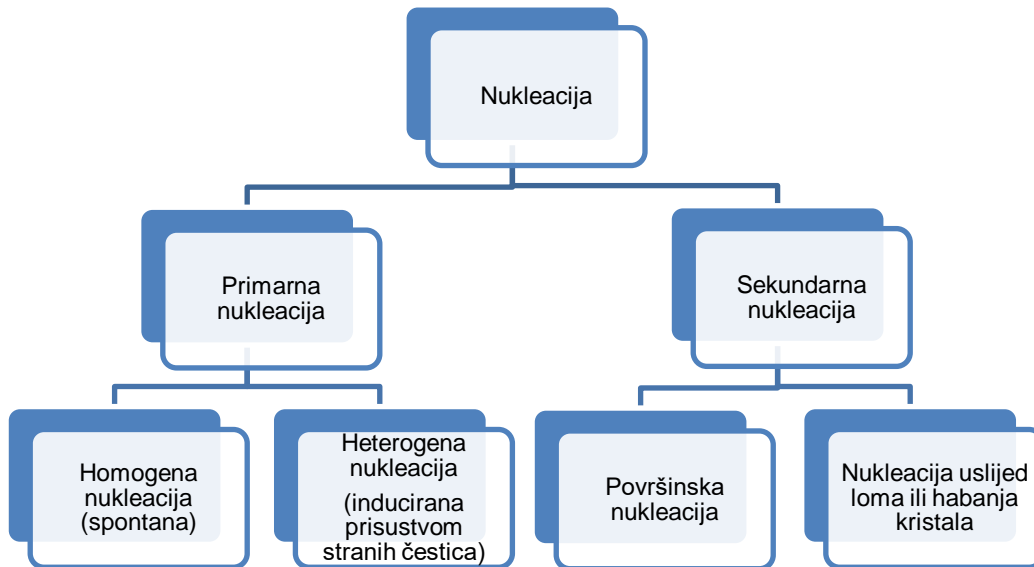 Nukleacija
Primarna
nukleacija
Sekundarna
nukleacija
Homogena
nukleacija
(spontana)
Heterogena
nukleacija
(inducirana
prisustvom
stranih čestica)
Površinska
nukleacija
Nukleacija uslijed
loma ili habanja
kristala